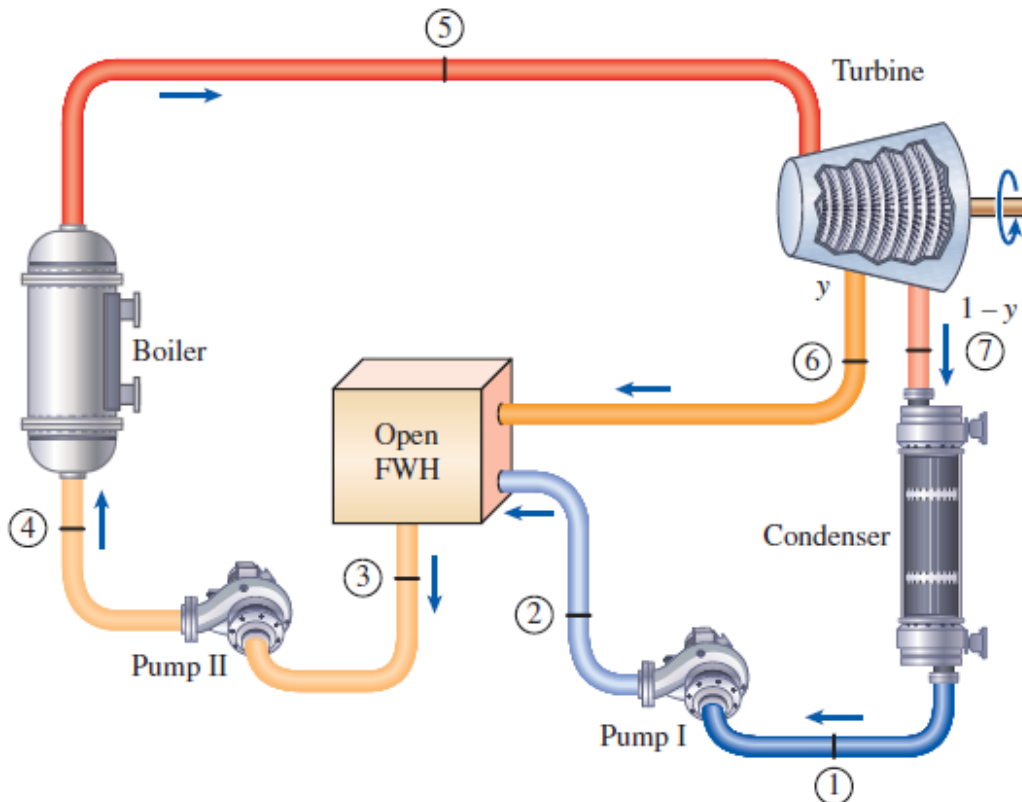 ⑤
Turbine
y
1 – y
Boiler
⑥
⑦
Open
FWH
④
Condenser
③
②
Pump II
Pump I
①